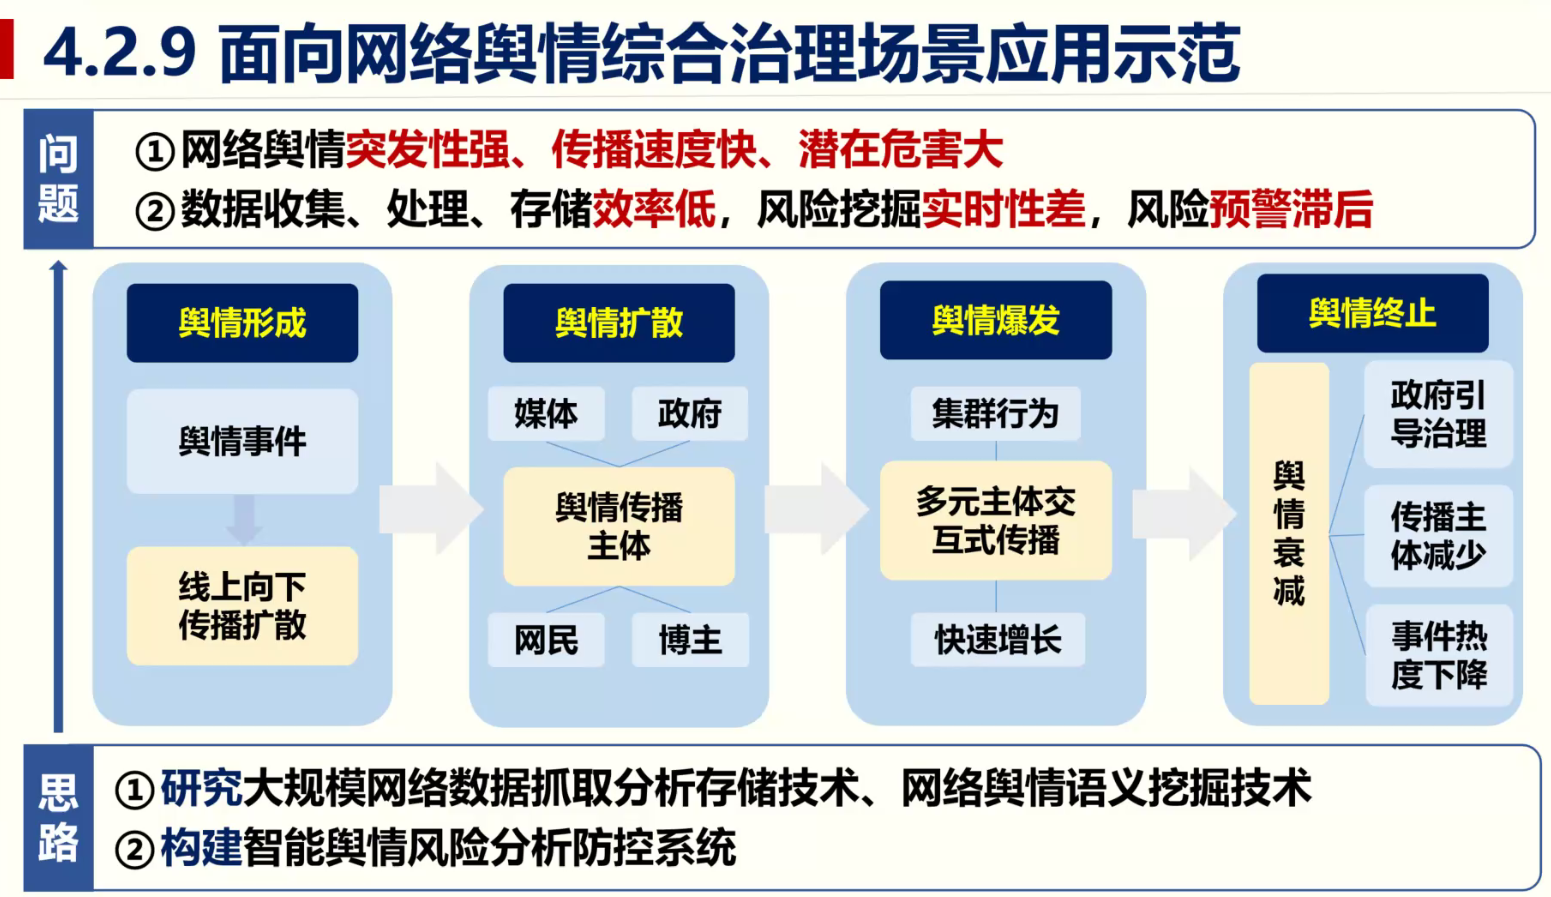 4.2.9 面向网络舆情综合治理场景应用示范
问
题
①网络舆情突发性强、传播速度快、潜在危害大
②数据收集、处理、存储效率低，风险挖掘实时性差，风险预警滞后
舆情形成
舆情事件
线上向下
传播扩散
舆情扩散
媒体
政府
舆情传播
主体
网民
博主
舆情爆发
集群行为
多元主体交
互式传播
快速增长
舆情终止
舆
情
衰
减
政府引
导治理
传播主
体减少
事件热
度下降
思
路
①研究大规模网络数据抓取分析存储技术、网络舆情语义挖掘技术
②构建智能舆情风险分析防控系统